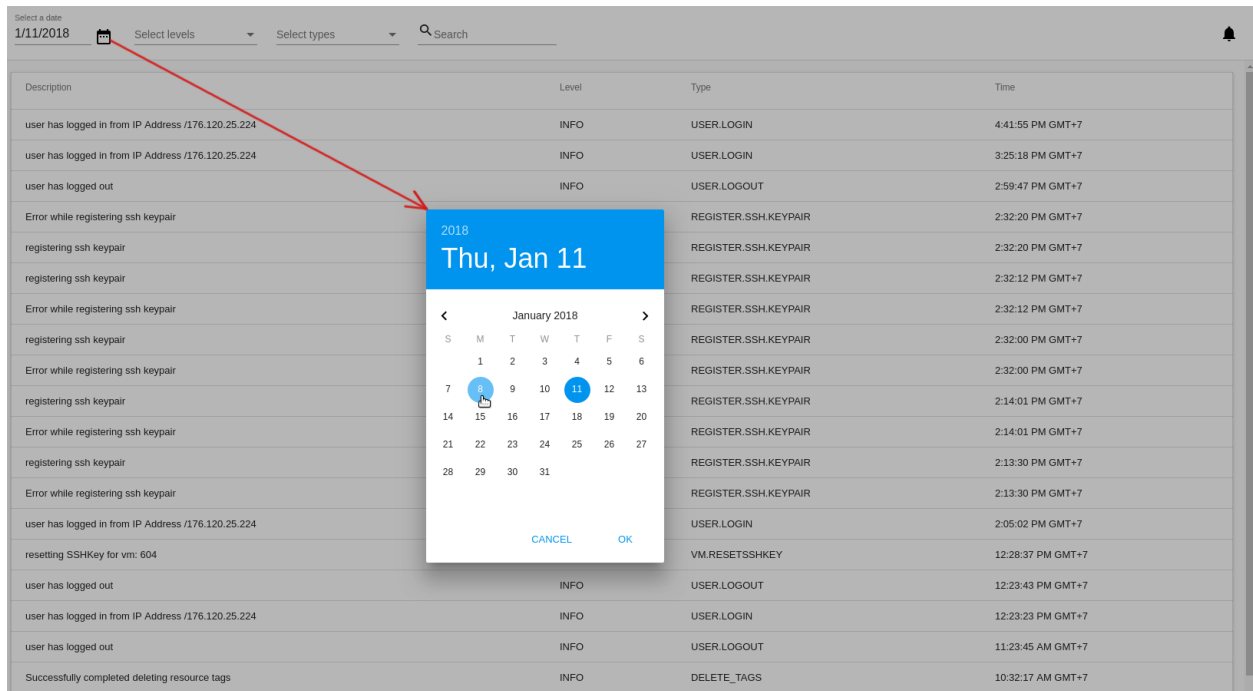 Select a date
1/11/2018 Select levels Select types Search
Description Level Type Time
user has logged in from IP Address /176.120.25.224 INFO USER.LOGIN 4:41:55 PM GMT+7
user has logged in from IP Address /176.120.25.224 INFO USER.LOGIN 3:25:18 PM GMT+7
user has logged out INFO USER.LOGOUT 2:59:47 PM GMT+7
Error while registering ssh keypair REGISTER.SSH.KEYPAIR 2:32:20 PM GMT+7
registering ssh keypair REGISTER.SSH.KEYPAIR 2:32:20 PM GMT+7
registering ssh keypair REGISTER.SSH.KEYPAIR 2:32:12 PM GMT+7
Error while registering ssh keypair REGISTER.SSH.KEYPAIR 2:32:12 PM GMT+7
registering ssh keypair REGISTER.SSH.KEYPAIR 2:32:00 PM GMT+7
Error while registering ssh keypair REGISTER.SSH.KEYPAIR 2:32:00 PM GMT+7
registering ssh keypair REGISTER.SSH.KEYPAIR 2:14:01 PM GMT+7
Error while registering ssh keypair REGISTER.SSH.KEYPAIR 2:14:01 PM GMT+7
registering ssh keypair REGISTER.SSH.KEYPAIR 2:13:30 PM GMT+7
Error while registering ssh keypair REGISTER.SSH.KEYPAIR 2:13:30 PM GMT+7
user has logged in from IP Address /176.120.25.224 USER.LOGIN 2:05:02 PM GMT+7
resetting SSHKey for vm: 604 VM.RESETSSHKEY 12:28:37 PM GMT+7
user has logged out INFO USER.LOGOUT 12:23:43 PM GMT+7
user has logged in from IP Address /176.120.25.224 INFO USER.LOGIN 12:23:23 PM GMT+7
user has logged out INFO USER.LOGOUT 11:23:45 AM GMT+7
Successfully completed deleting resource tags INFO DELETE_TAGS 10:32:17 AM GMT+7
2018
Thu, Jan 11
January 2018
S M T W T F S
1 2 3 4 5 6
7 8 9 10 11 12 13
14 15 16 17 18 19 20
21 22 23 24 25 26 27
28 29 30 31
CANCEL OK